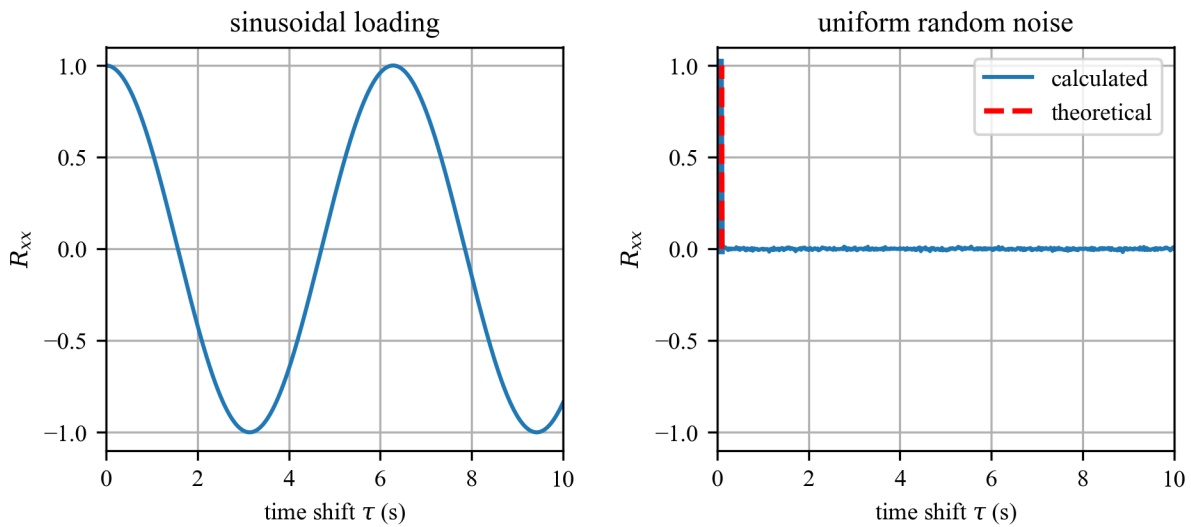 sinusoidal loading
1.0
0.5
0.0
−0.5
−1.0
R_xx
0 2 4 6 8 10
time shift τ (s)
uniform random noise
calculated
theoretical
1.0
0.5
0.0
−0.5
−1.0
R_xx
0 2 4 6 8 10
time shift τ (s)